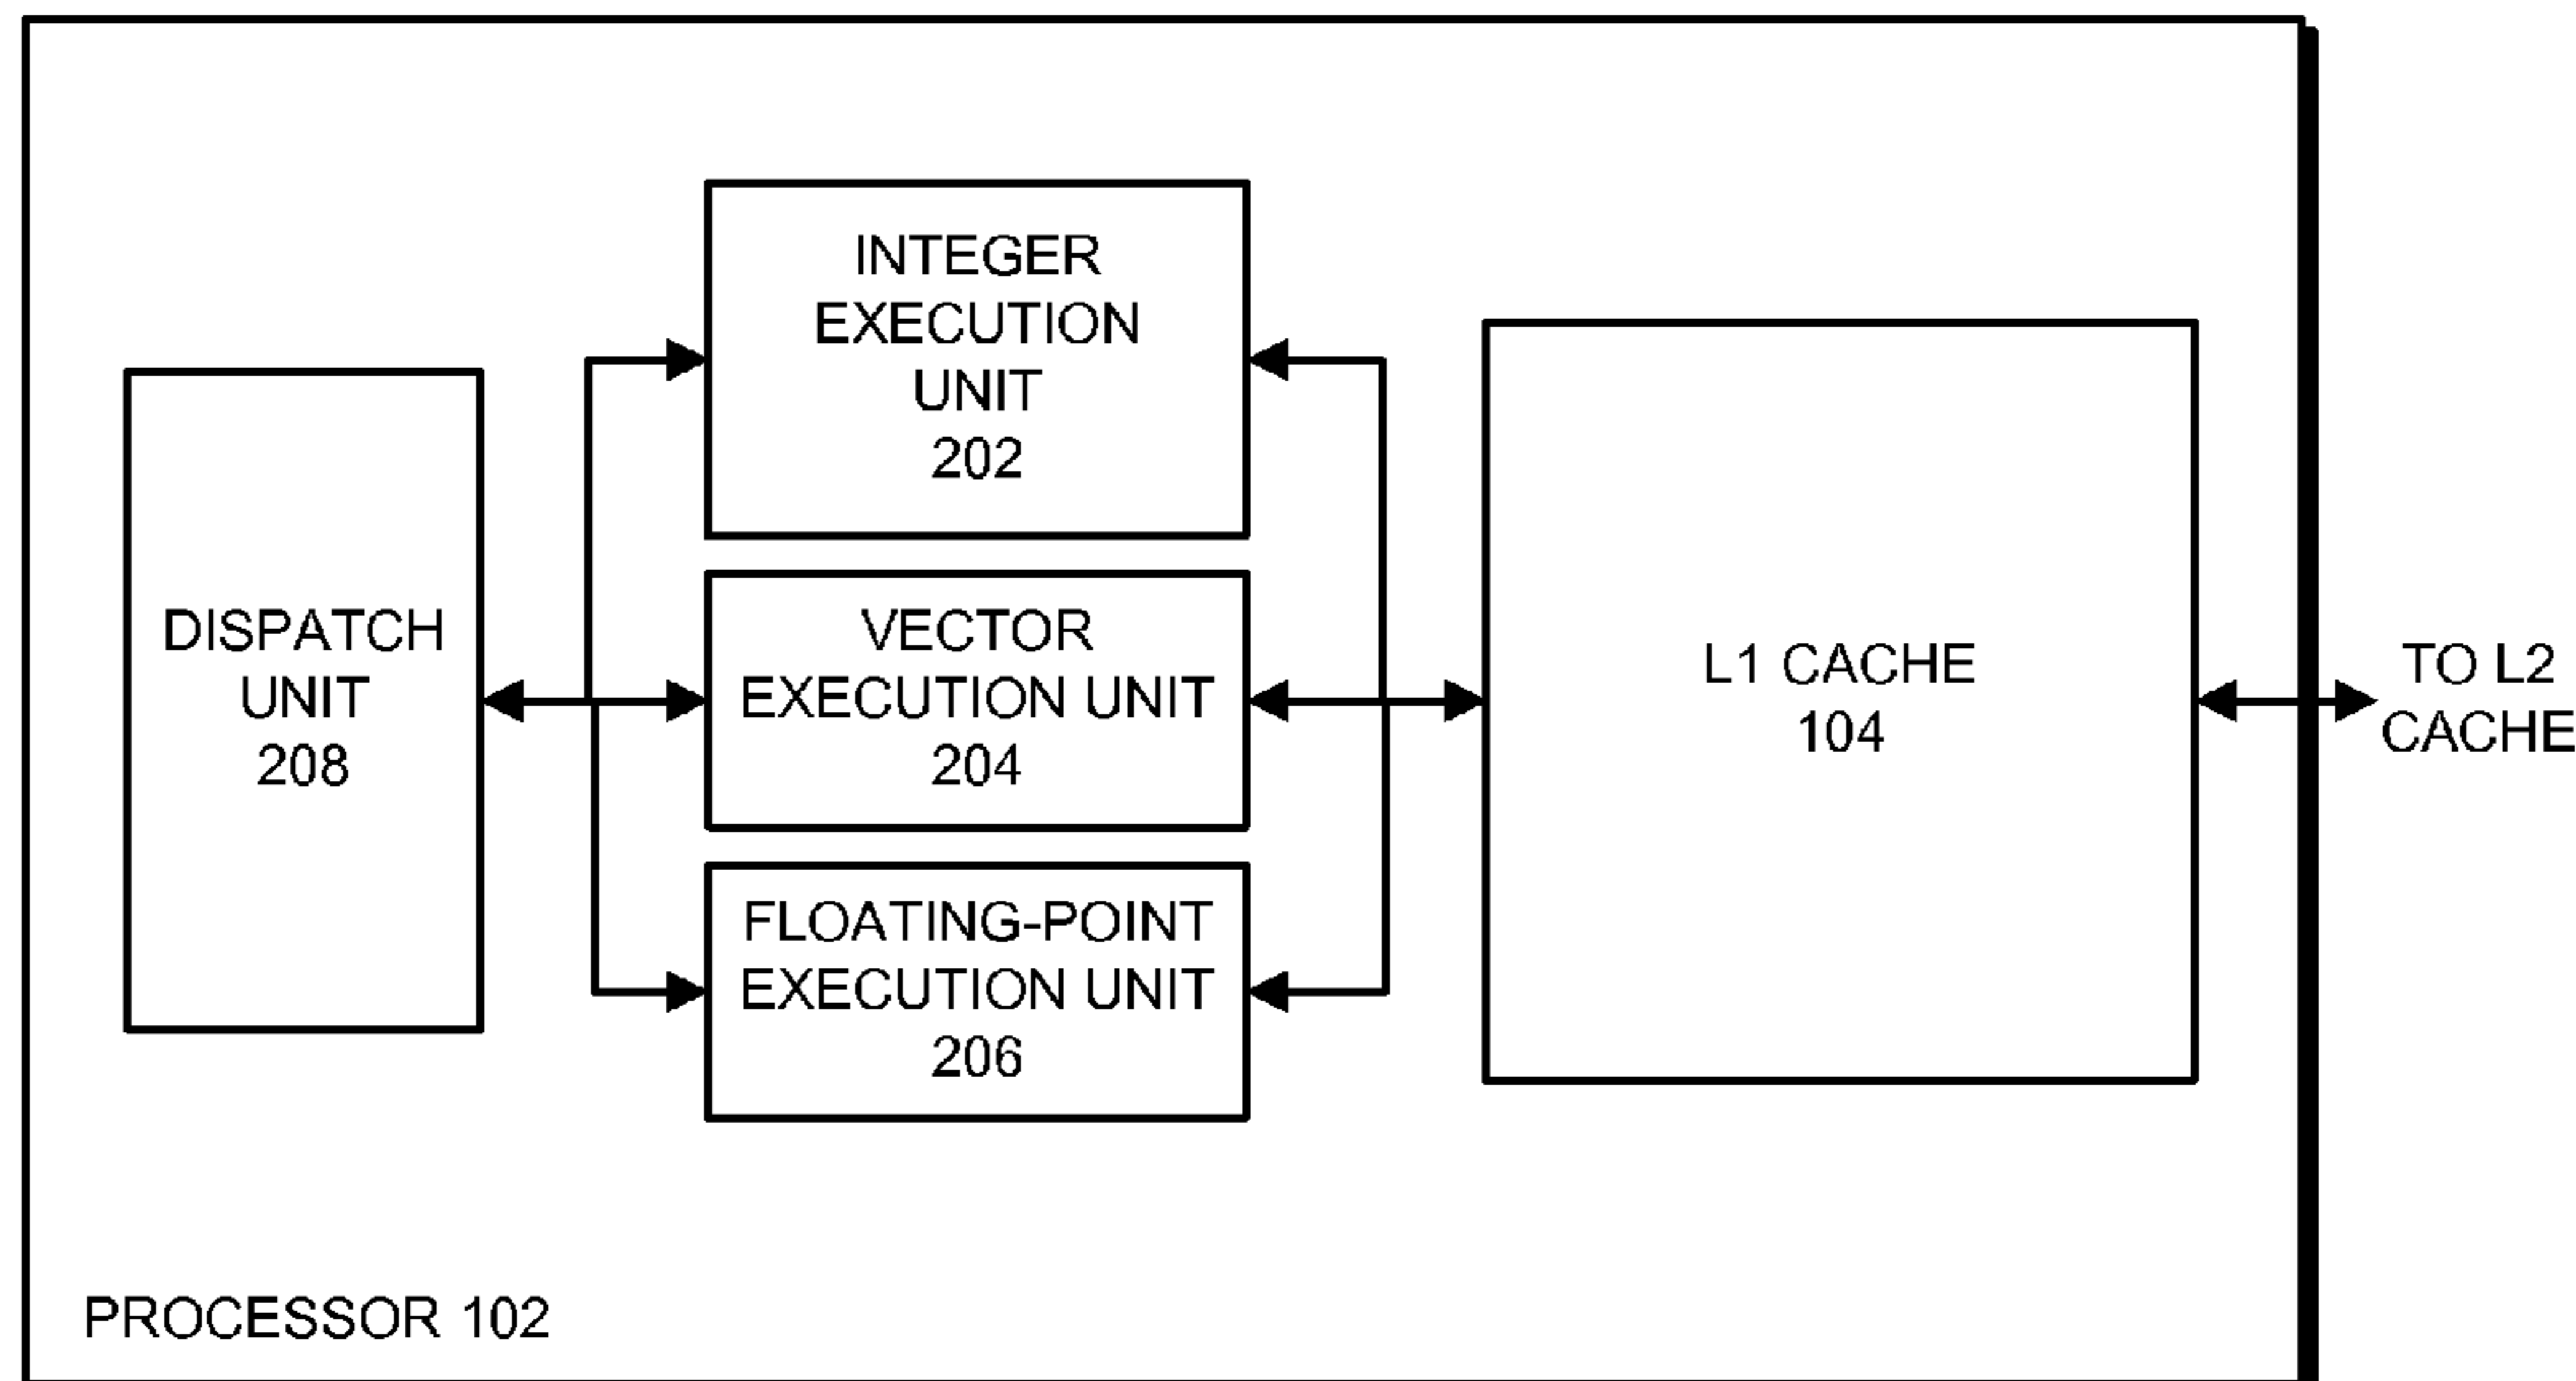 INTEGER
EXECUTION
UNIT
202
DISPATCH
UNIT
208
VECTOR
EXECUTION UNIT
204
FLOATING-POINT
EXECUTION UNIT
206
L1 CACHE
104
TO L2
CACHE
PROCESSOR 102